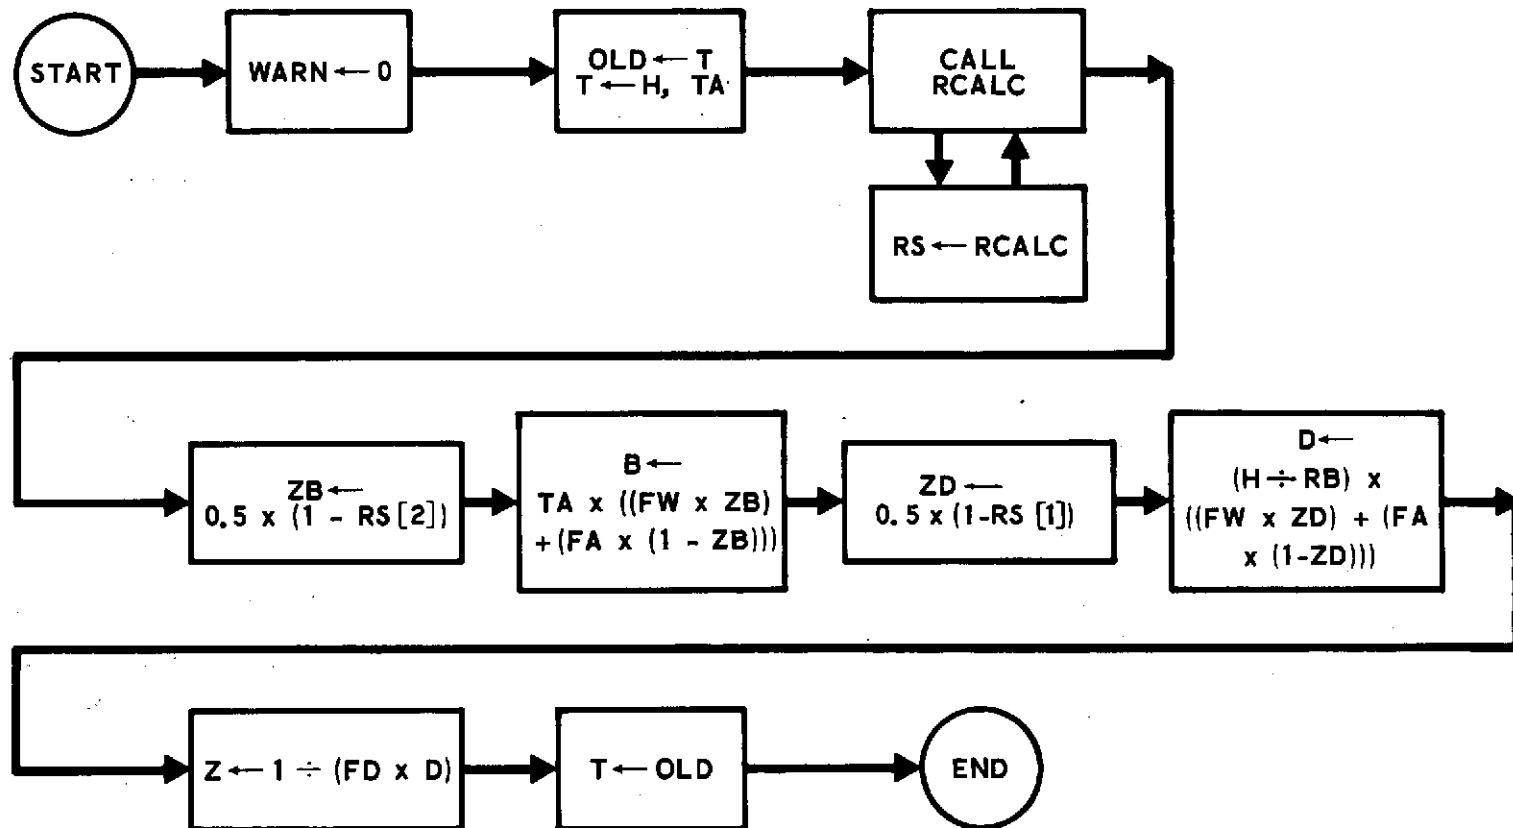 START
WARN ← 0
OLD ← T
T ← H, TA
CALL
RCALC
RS ← RCALC
ZB ←
0.5 x (1 - RS [2])
B ←
TA x ((FW x ZB)
+ (FA x (1 - ZB)))
ZD ←
0.5 x (1-RS [1])
D ←
(H ÷ RB) x
((FW x ZD) + (FA
x (1-ZD)))
Z ← 1 ÷ (FD x D)
T ← OLD
END